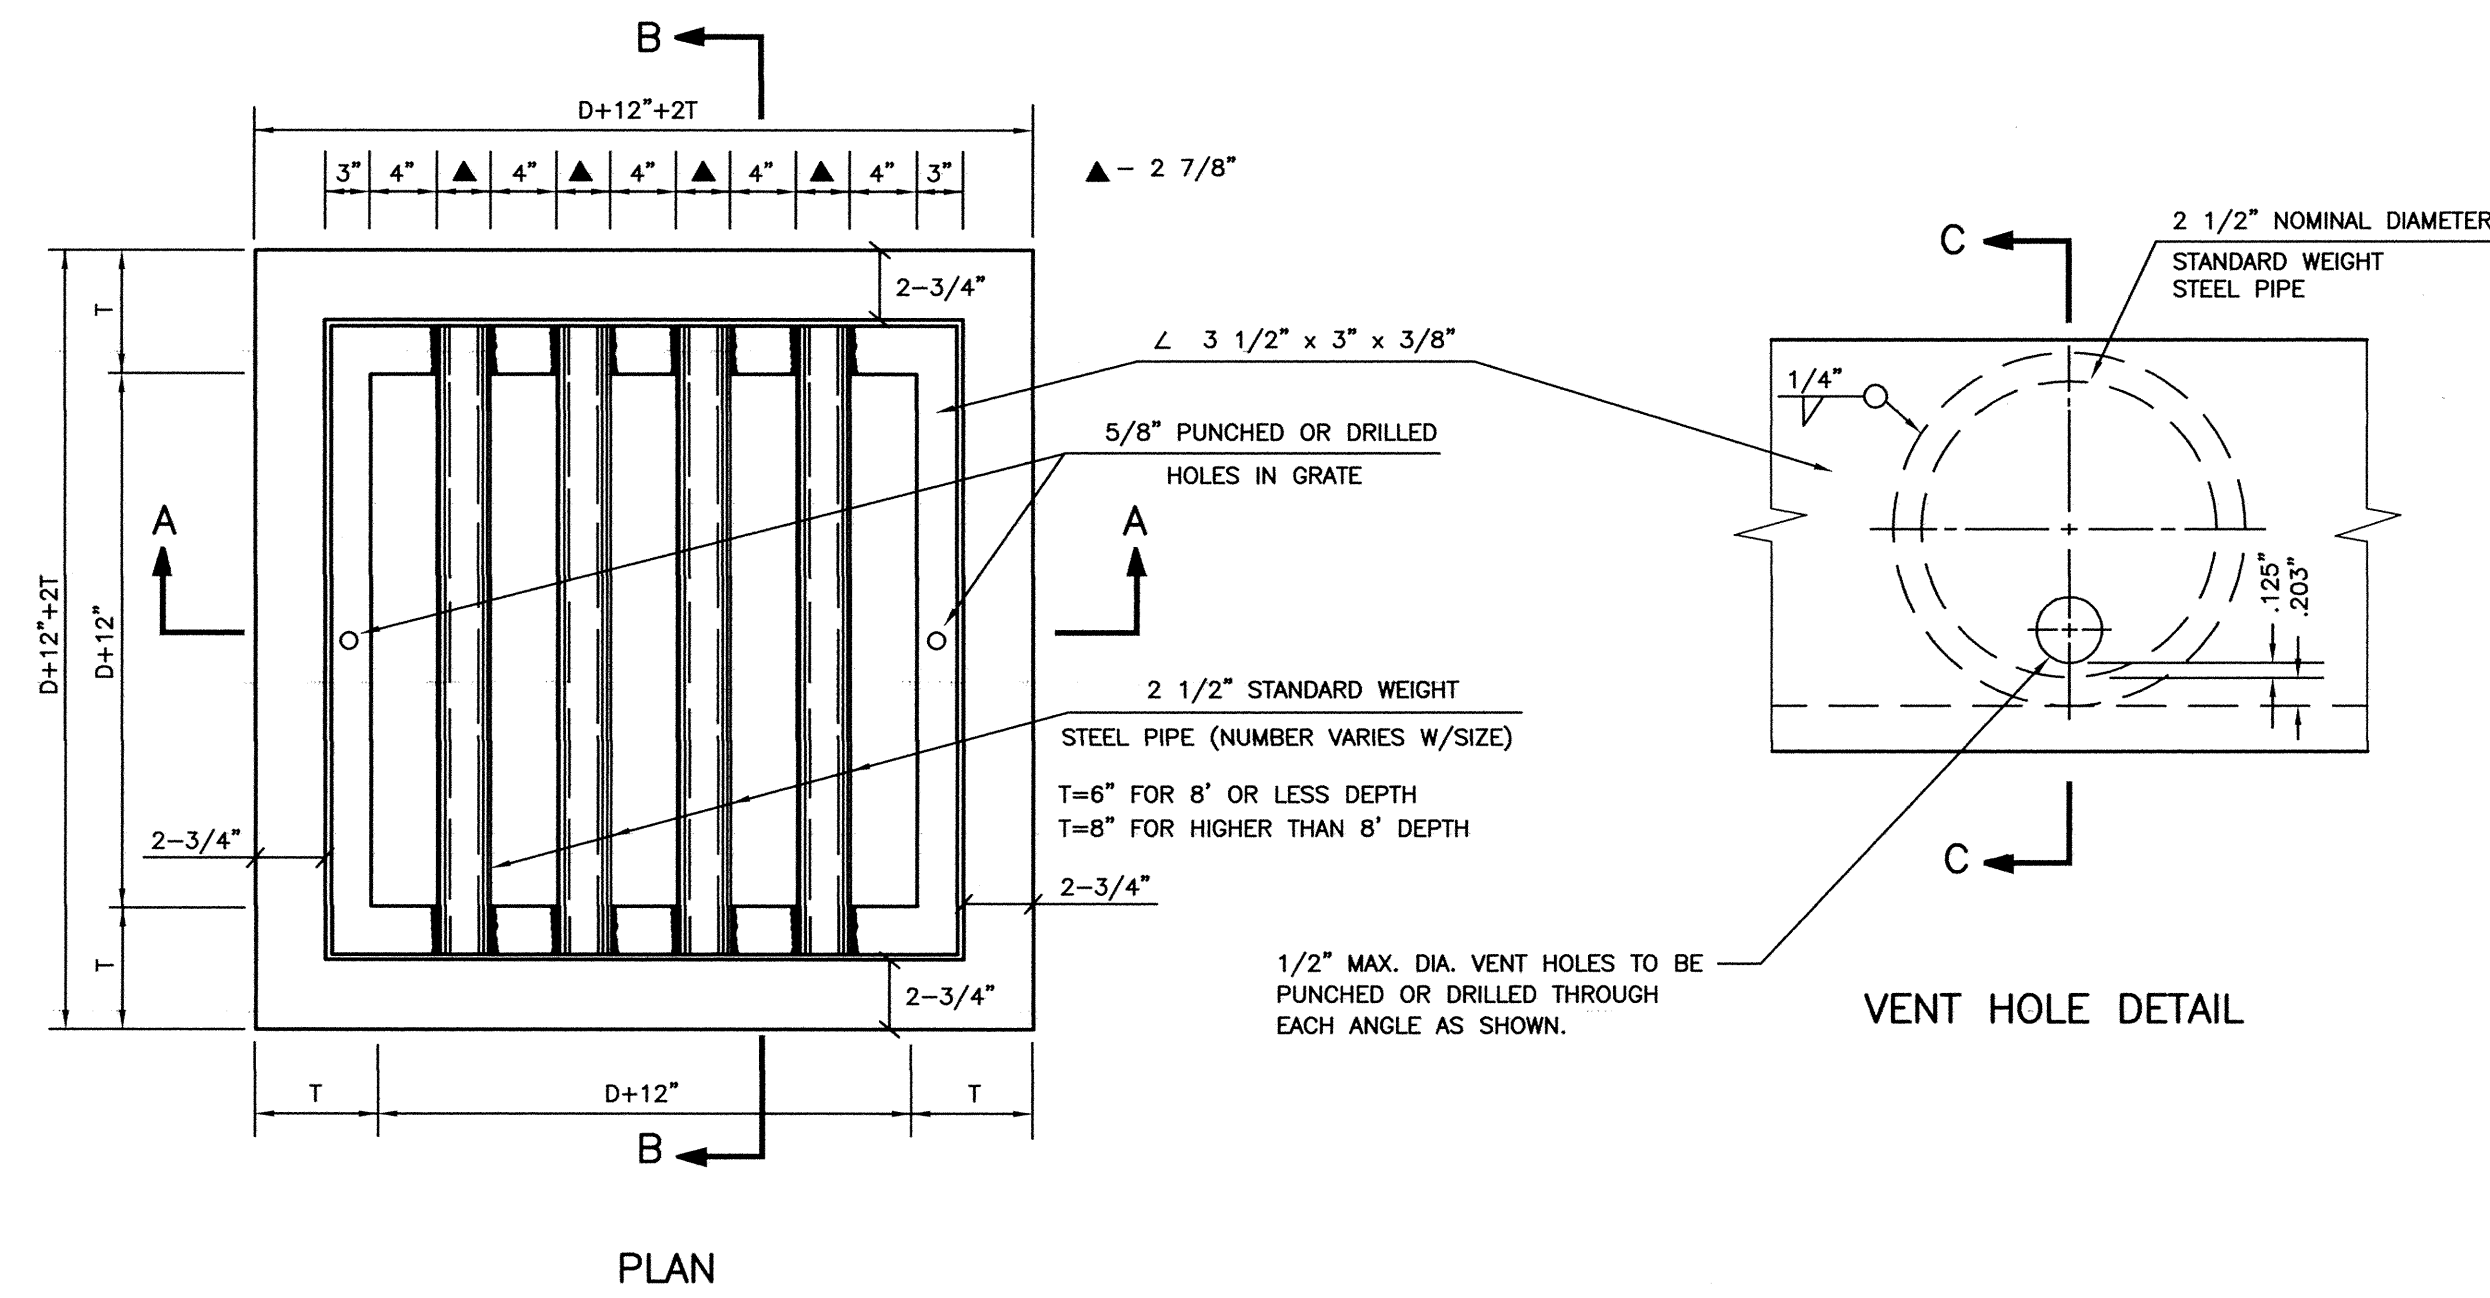 B
D+12"+2T
3" 4" ▲ 4" ▲ 4" ▲ 4" ▲ 4" 3"
▲ – 2 7/8"
2-3/4"
T
D+12"+2T
D+12"
T
A
A
2-3/4"
2-3/4"
2-3/4"
T
D+12"
T
B
PLAN
∠ 3 1/2" x 3" x 3/8"
5/8" PUNCHED OR DRILLED
HOLES IN GRATE
2 1/2" STANDARD WEIGHT
STEEL PIPE (NUMBER VARIES W/SIZE)
T=6" FOR 8' OR LESS DEPTH
T=8" FOR HIGHER THAN 8' DEPTH
C
2 1/2" NOMINAL DIAMETER
STANDARD WEIGHT
STEEL PIPE
1/4"
.125"
.203"
C
1/2" MAX. DIA. VENT HOLES TO BE
PUNCHED OR DRILLED THROUGH
EACH ANGLE AS SHOWN.
VENT HOLE DETAIL